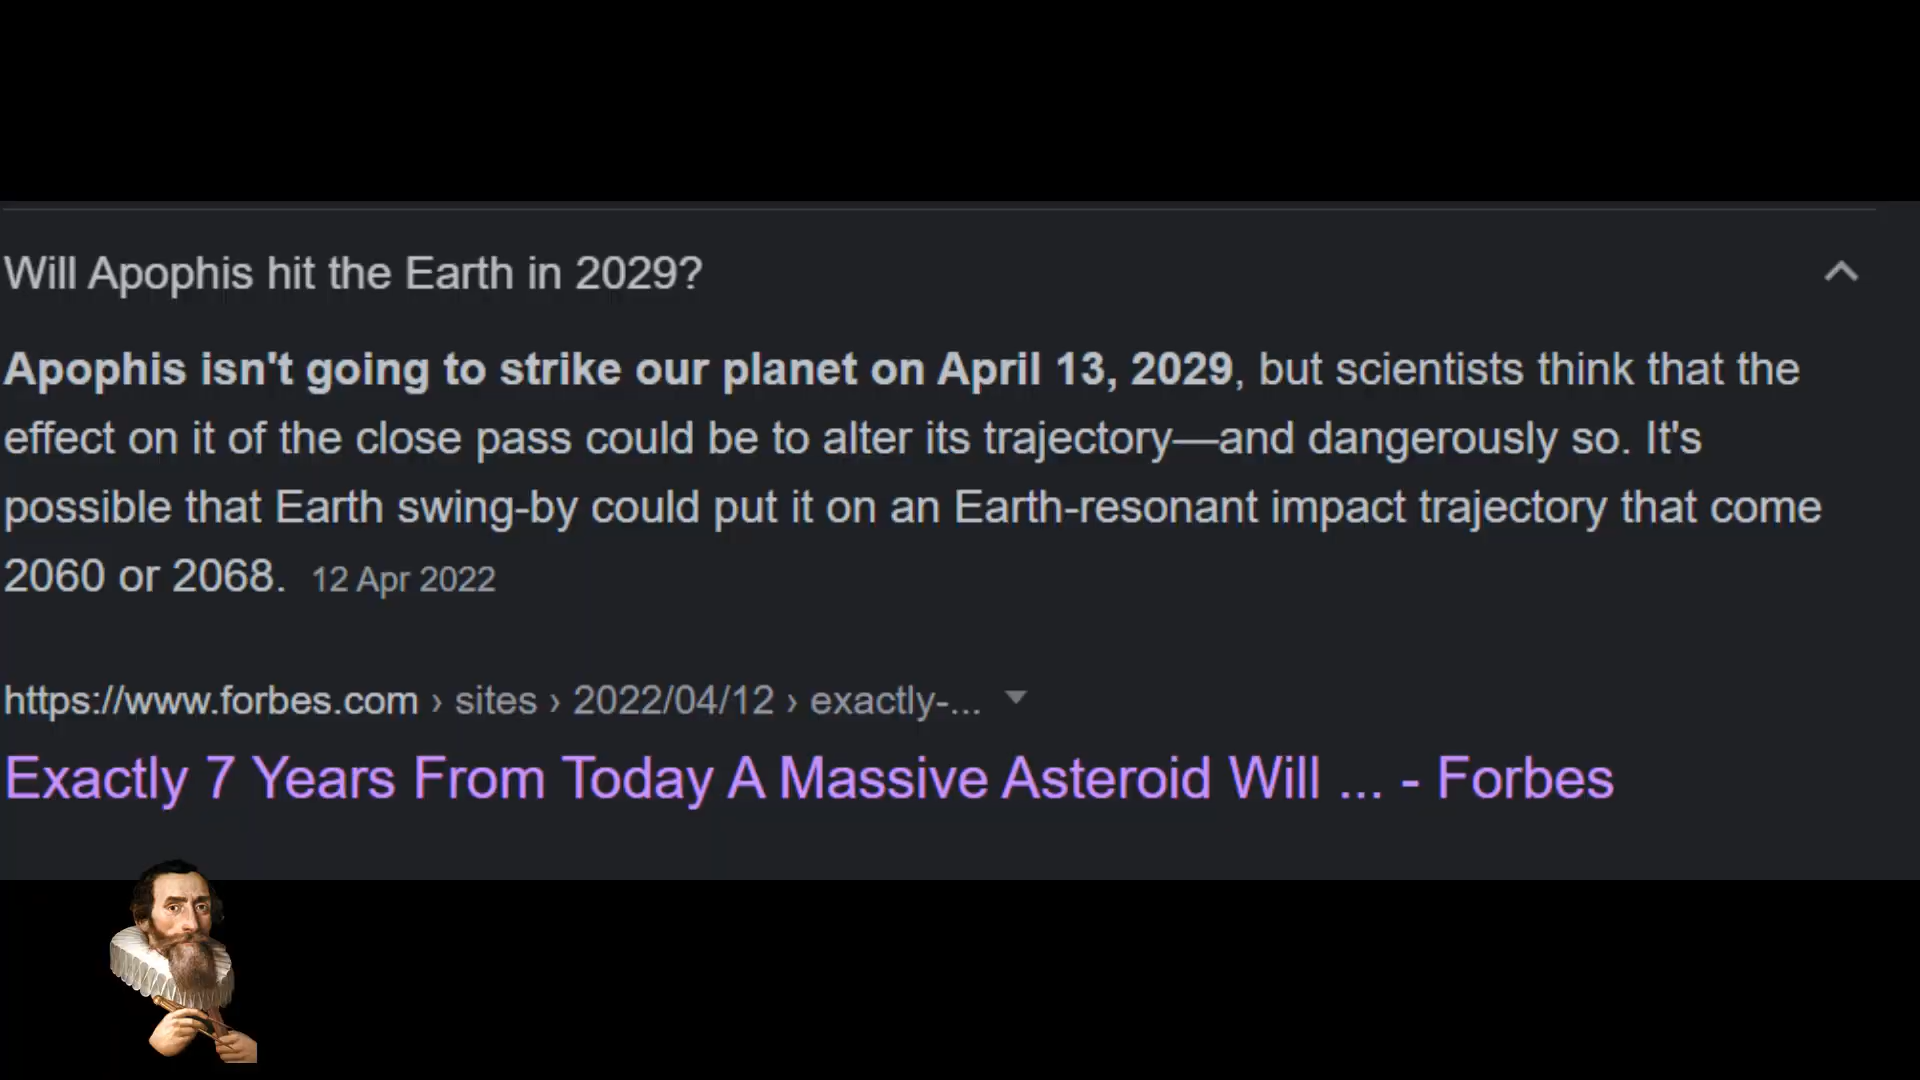 Will Apophis hit the Earth in 2029?
Apophis isn't going to strike our planet on April 13, 2029, but scientists think that the
effect on it of the close pass could be to alter its trajectory—and dangerously so. It's
possible that Earth swing-by could put it on an Earth-resonant impact trajectory that come
2060 or 2068. 12 Apr 2022
https://www.forbes.com › sites › 2022/04/12 › exactly-...
Exactly 7 Years From Today A Massive Asteroid Will ... - Forbes